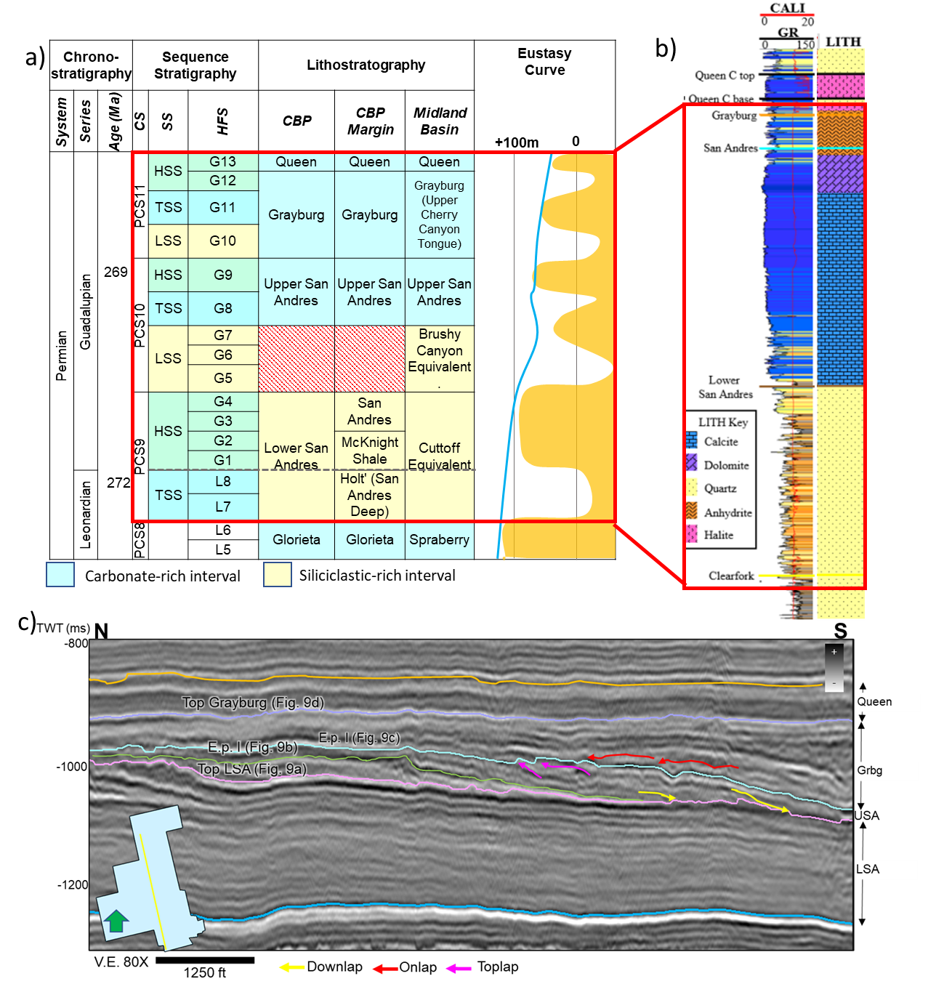 a)
Chrono-
stratigraphy
Sequence
Stratigraphy
Lithostratography
Eustasy
Curve
System
Series
Age (Ma)
CS
SS
HFS
CBP
CBP
Margin
Midland
Basin
+100m
0
Permian
Guadalupian
Leonardian
269
272
PCS11
PCS10
PCS9
PCS8
HSS
TSS
LSS
HSS
TSS
LSS
HSS
TSS
G13
G12
G11
G10
G9
G8
G7
G6
G5
G4
G3
G2
G1
L8
L7
L6
L5
Queen
Queen
Queen
Grayburg
Grayburg
Grayburg
(Upper
Cherry
Canyon
Tongue)
Upper San
Andres
Upper San
Andres
Upper San
Andres
Brushy
Canyon
Equivalent
.
Lower San
Andres
San
Andres
McKnight
Shale
Holt' (San
Andres
Deep)
Cuttoff
Equivalent
Glorieta
Glorieta
Spraberry
Carbonate-rich interval
Siliciclastic-rich interval
b)
CALI
0 20
GR
0 150
LITH
Queen C top
Queen C base
Grayburg
San Andres
Lower
San Andres
LITH Key
Calcite
Dolomite
Quartz
Anhydrite
Halite
Clearfork
c)
TWT (ms)
N
S
-800
-1000
-1200
+
-
Top Grayburg (Fig. 9d)
E.p. I (Fig. 9c)
E.p. I (Fig. 9b)
Top LSA (Fig. 9a)
Queen
Grbg
USA
LSA
V.E. 80X
1250 ft
Downlap
Onlap
Toplap